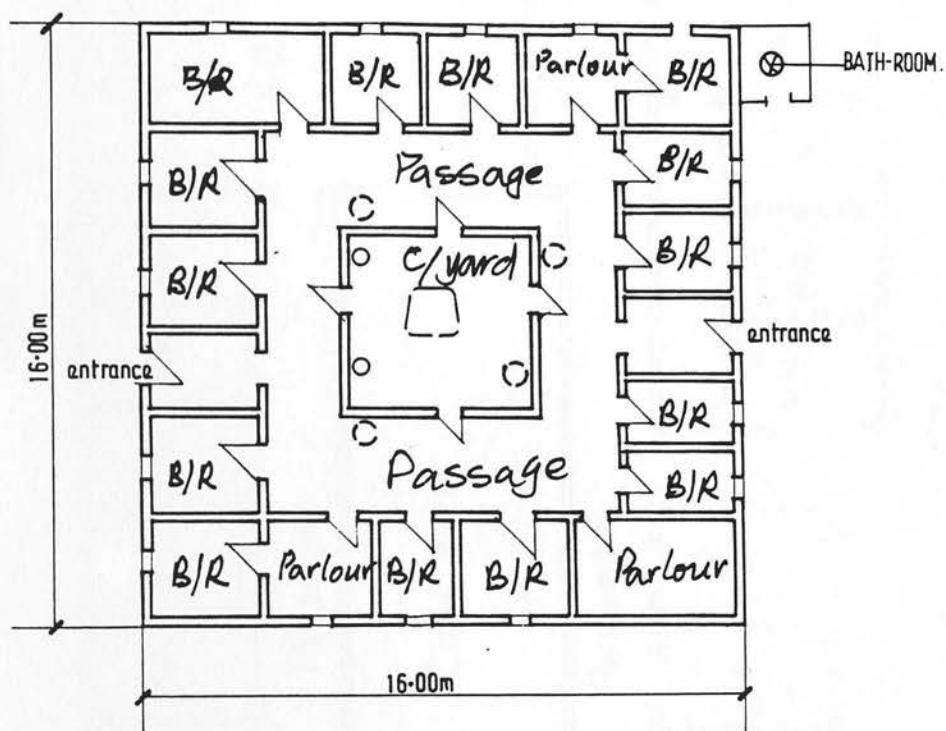 B/R
B/R
B/R
Parlour
B/R
BATH-ROOM.
B/R
Passage
B/R
B/R
C/yard
B/R
16·00m
entrance
entrance
B/R
B/R
Passage
B/R
B/R
Parlour
B/R
B/R
Parlour
16·00m